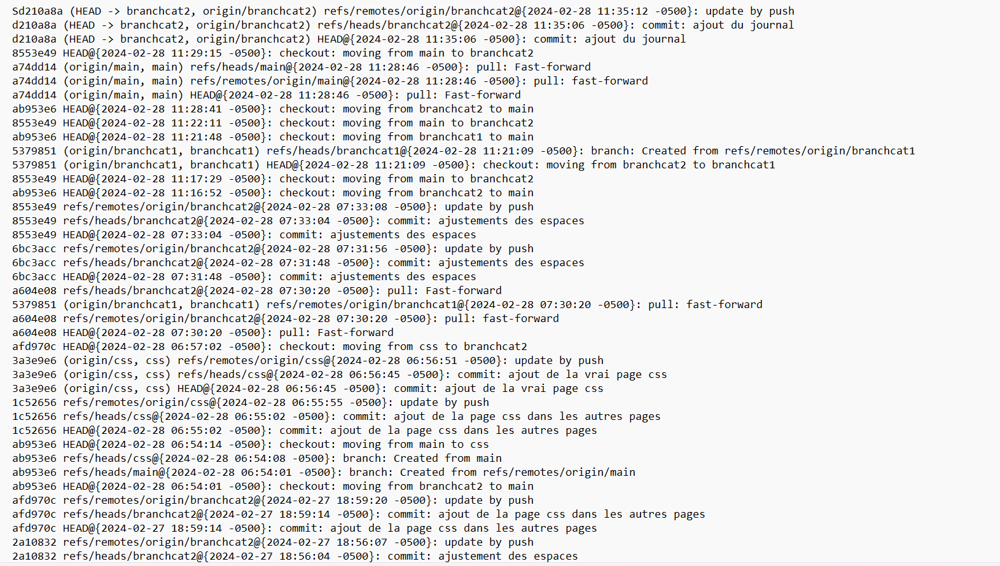 Sd210a8a (HEAD -> branchcat2, origin/branchcat2) refs/remotes/origin/branchcat2@{2024-02-28 11:35:12 -0500}: update by push
d210a8a (HEAD -> branchcat2, origin/branchcat2) refs/heads/branchcat2@{2024-02-28 11:35:06 -0500}: commit: ajout du journal
d210a8a (HEAD -> branchcat2, origin/branchcat2) HEAD@{2024-02-28 11:35:06 -0500}: commit: ajout du journal
8553e49 HEAD@{2024-02-28 11:29:15 -0500}: checkout: moving from main to branchcat2
a74dd14 (origin/main, main) refs/heads/main@{2024-02-28 11:28:46 -0500}: pull: Fast-forward
a74dd14 (origin/main, main) refs/remotes/origin/main@{2024-02-28 11:28:46 -0500}: pull: fast-forward
a74dd14 (origin/main, main) HEAD@{2024-02-28 11:28:46 -0500}: pull: Fast-forward
ab953e6 HEAD@{2024-02-28 11:28:41 -0500}: checkout: moving from branchcat2 to main
8553e49 HEAD@{2024-02-28 11:22:11 -0500}: checkout: moving from main to branchcat2
ab953e6 HEAD@{2024-02-28 11:21:48 -0500}: checkout: moving from branchcat1 to main
5379851 (origin/branchcat1, branchcat1) refs/heads/branchcat1@{2024-02-28 11:21:09 -0500}: branch: Created from refs/remotes/origin/branchcat1
5379851 (origin/branchcat1, branchcat1) HEAD@{2024-02-28 11:21:09 -0500}: checkout: moving from branchcat2 to branchcat1
8553e49 HEAD@{2024-02-28 11:17:29 -0500}: checkout: moving from main to branchcat2
ab953e6 HEAD@{2024-02-28 11:16:52 -0500}: checkout: moving from branchcat2 to main
8553e49 refs/remotes/origin/branchcat2@{2024-02-28 07:33:08 -0500}: update by push
8553e49 refs/heads/branchcat2@{2024-02-28 07:33:04 -0500}: commit: ajustements des espaces
8553e49 HEAD@{2024-02-28 07:33:04 -0500}: commit: ajustements des espaces
6bc3acc refs/remotes/origin/branchcat2@{2024-02-28 07:31:56 -0500}: update by push
6bc3acc refs/heads/branchcat2@{2024-02-28 07:31:48 -0500}: commit: ajustements des espaces
6bc3acc HEAD@{2024-02-28 07:31:48 -0500}: commit: ajustements des espaces
a604e08 refs/heads/branchcat2@{2024-02-28 07:30:20 -0500}: pull: Fast-forward
5379851 (origin/branchcat1, branchcat1) refs/remotes/origin/branchcat1@{2024-02-28 07:30:20 -0500}: pull: fast-forward
a604e08 refs/remotes/origin/branchcat2@{2024-02-28 07:30:20 -0500}: pull: fast-forward
a604e08 HEAD@{2024-02-28 07:30:20 -0500}: pull: Fast-forward
afd970c HEAD@{2024-02-28 06:57:02 -0500}: checkout: moving from css to branchcat2
3a3e9e6 (origin/css, css) refs/remotes/origin/css@{2024-02-28 06:56:51 -0500}: update by push
3a3e9e6 (origin/css, css) refs/heads/css@{2024-02-28 06:56:45 -0500}: commit: ajout de la vrai page css
3a3e9e6 (origin/css, css) HEAD@{2024-02-28 06:56:45 -0500}: commit: ajout de la vrai page css
1c52656 refs/remotes/origin/css@{2024-02-28 06:55:55 -0500}: update by push
1c52656 refs/heads/css@{2024-02-28 06:55:02 -0500}: commit: ajout de la page css dans les autres pages
1c52656 HEAD@{2024-02-28 06:55:02 -0500}: commit: ajout de la page css dans les autres pages
ab953e6 HEAD@{2024-02-28 06:54:14 -0500}: checkout: moving from main to css
ab953e6 refs/heads/css@{2024-02-28 06:54:08 -0500}: branch: Created from main
ab953e6 refs/heads/main@{2024-02-28 06:54:01 -0500}: branch: Created from refs/remotes/origin/main
ab953e6 HEAD@{2024-02-28 06:54:01 -0500}: checkout: moving from branchcat2 to main
afd970c refs/remotes/origin/branchcat2@{2024-02-27 18:59:20 -0500}: update by push
afd970c refs/heads/branchcat2@{2024-02-27 18:59:14 -0500}: commit: ajout de la page css dans les autres pages
afd970c HEAD@{2024-02-27 18:59:14 -0500}: commit: ajout de la page css dans les autres pages
2a10832 refs/remotes/origin/branchcat2@{2024-02-27 18:56:07 -0500}: update by push
2a10832 refs/heads/branchcat2@{2024-02-27 18:56:04 -0500}: commit: ajustement des espaces